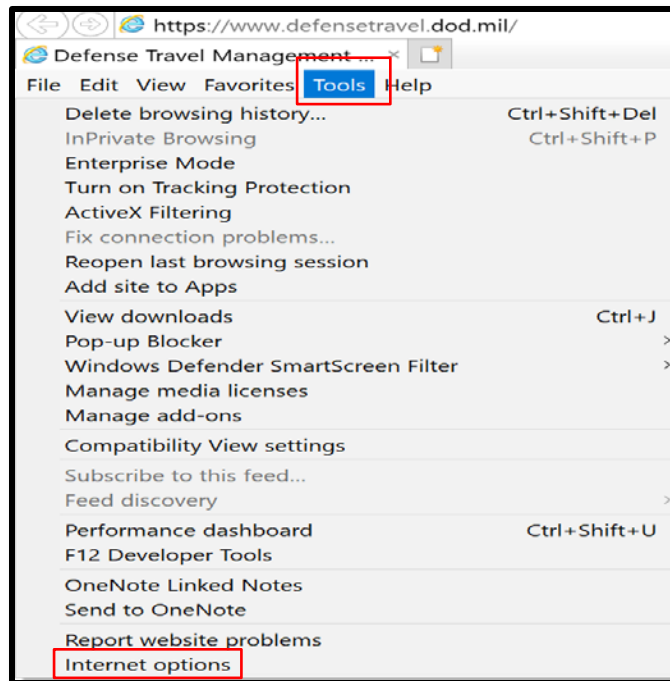 https://www.defensetravel.dod.mil/
Defense Travel Management ...
File Edit View Favorites Tools Help
Delete browsing history... Ctrl+Shift+Del
InPrivate Browsing Ctrl+Shift+P
Enterprise Mode
Turn on Tracking Protection
ActiveX Filtering
Fix connection problems...
Reopen last browsing session
Add site to Apps
View downloads Ctrl+J
Pop-up Blocker
Windows Defender SmartScreen Filter
Manage media licenses
Manage add-ons
Compatibility View settings
Subscribe to this feed...
Feed discovery
Performance dashboard Ctrl+Shift+U
F12 Developer Tools
OneNote Linked Notes
Send to OneNote
Report website problems
Internet options